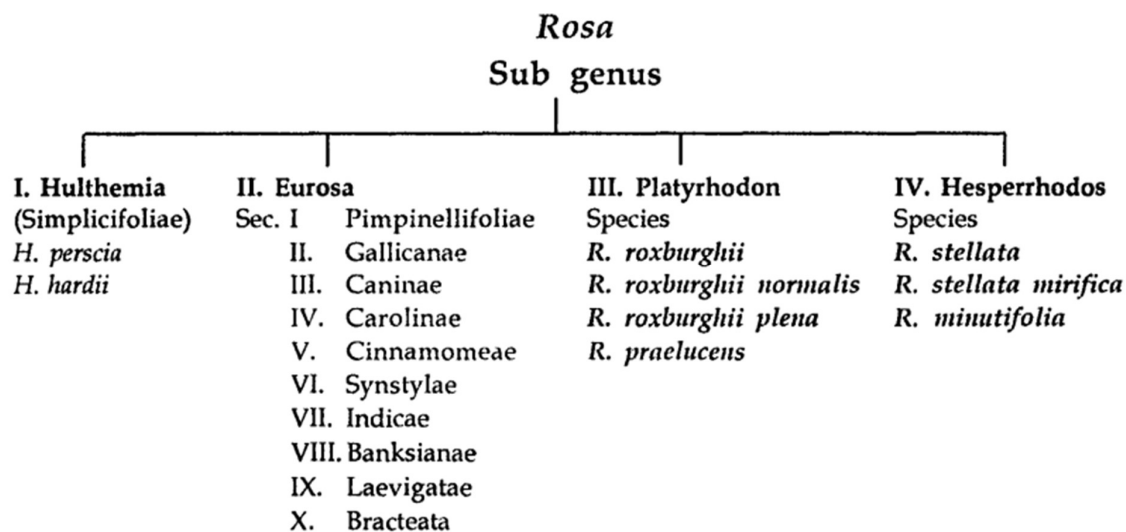 Rosa
Sub genus
I. Hulthemia
(Simplicifoliae)
H. perscia
H. hardii
II. Eurosa
Sec. I Pimpinellifoliae
II. Gallicanae
III. Caninae
IV. Carolinae
V. Cinnamomeae
VI. Synstylae
VII. Indicae
VIII. Banksianae
IX. Laevigatae
X. Bracteata
III. Platyrhodon
Species
R. roxburghii
R. roxburghii normalis
R. roxburghii plena
R. praelucens
IV. Hesperrhodos
Species
R. stellata
R. stellata mirifica
R. minutifolia